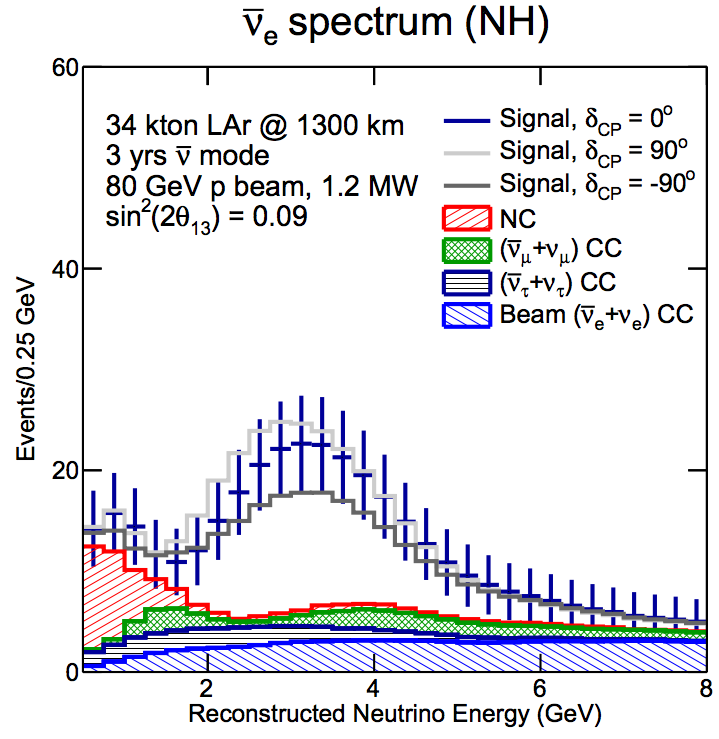 ν̅ₑ spectrum (NH)
60
40
20
0
Events/0.25 GeV
34 kton LAr @ 1300 km
3 yrs ν̅ mode
80 GeV p beam, 1.2 MW
sin²(2θ₁₃) = 0.09
Signal, δCP = 0°
Signal, δCP = 90°
Signal, δCP = -90°
NC
(ν̅μ+νμ) CC
(ν̅τ+ντ) CC
Beam (ν̅ₑ+νₑ) CC
2 4 6 8
Reconstructed Neutrino Energy (GeV)